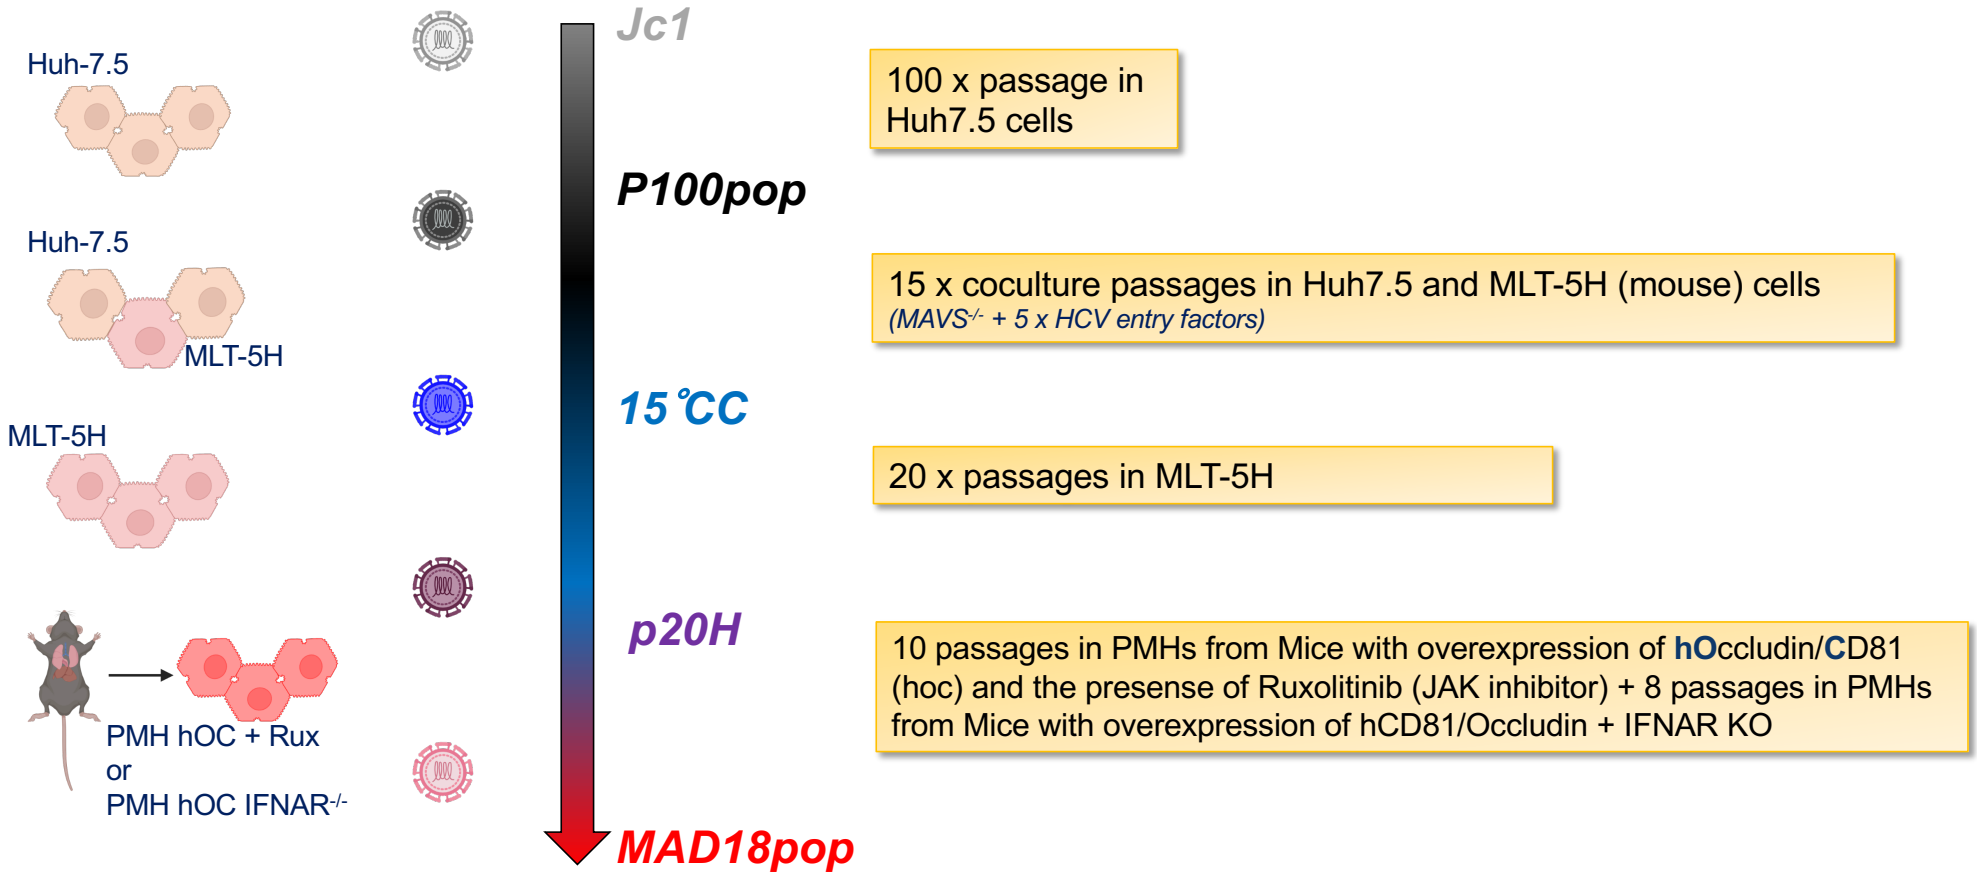 Jc1
Huh-7.5
100 x passage in
Huh7.5 cells
P100pop
Huh-7.5
MLT-5H
15 x coculture passages in Huh7.5 and MLT-5H (mouse) cells
(MAVS-/- + 5 x HCV entry factors)
15°CC
MLT-5H
20 x passages in MLT-5H
p20H
10 passages in PMHs from Mice with overexpression of hOccludin/CD81
(hoc) and the presense of Ruxolitinib (JAK inhibitor) + 8 passages in PMHs
from Mice with overexpression of hCD81/Occludin + IFNAR KO
PMH hOC + Rux
or
PMH hOC IFNAR-/-
MAD18pop